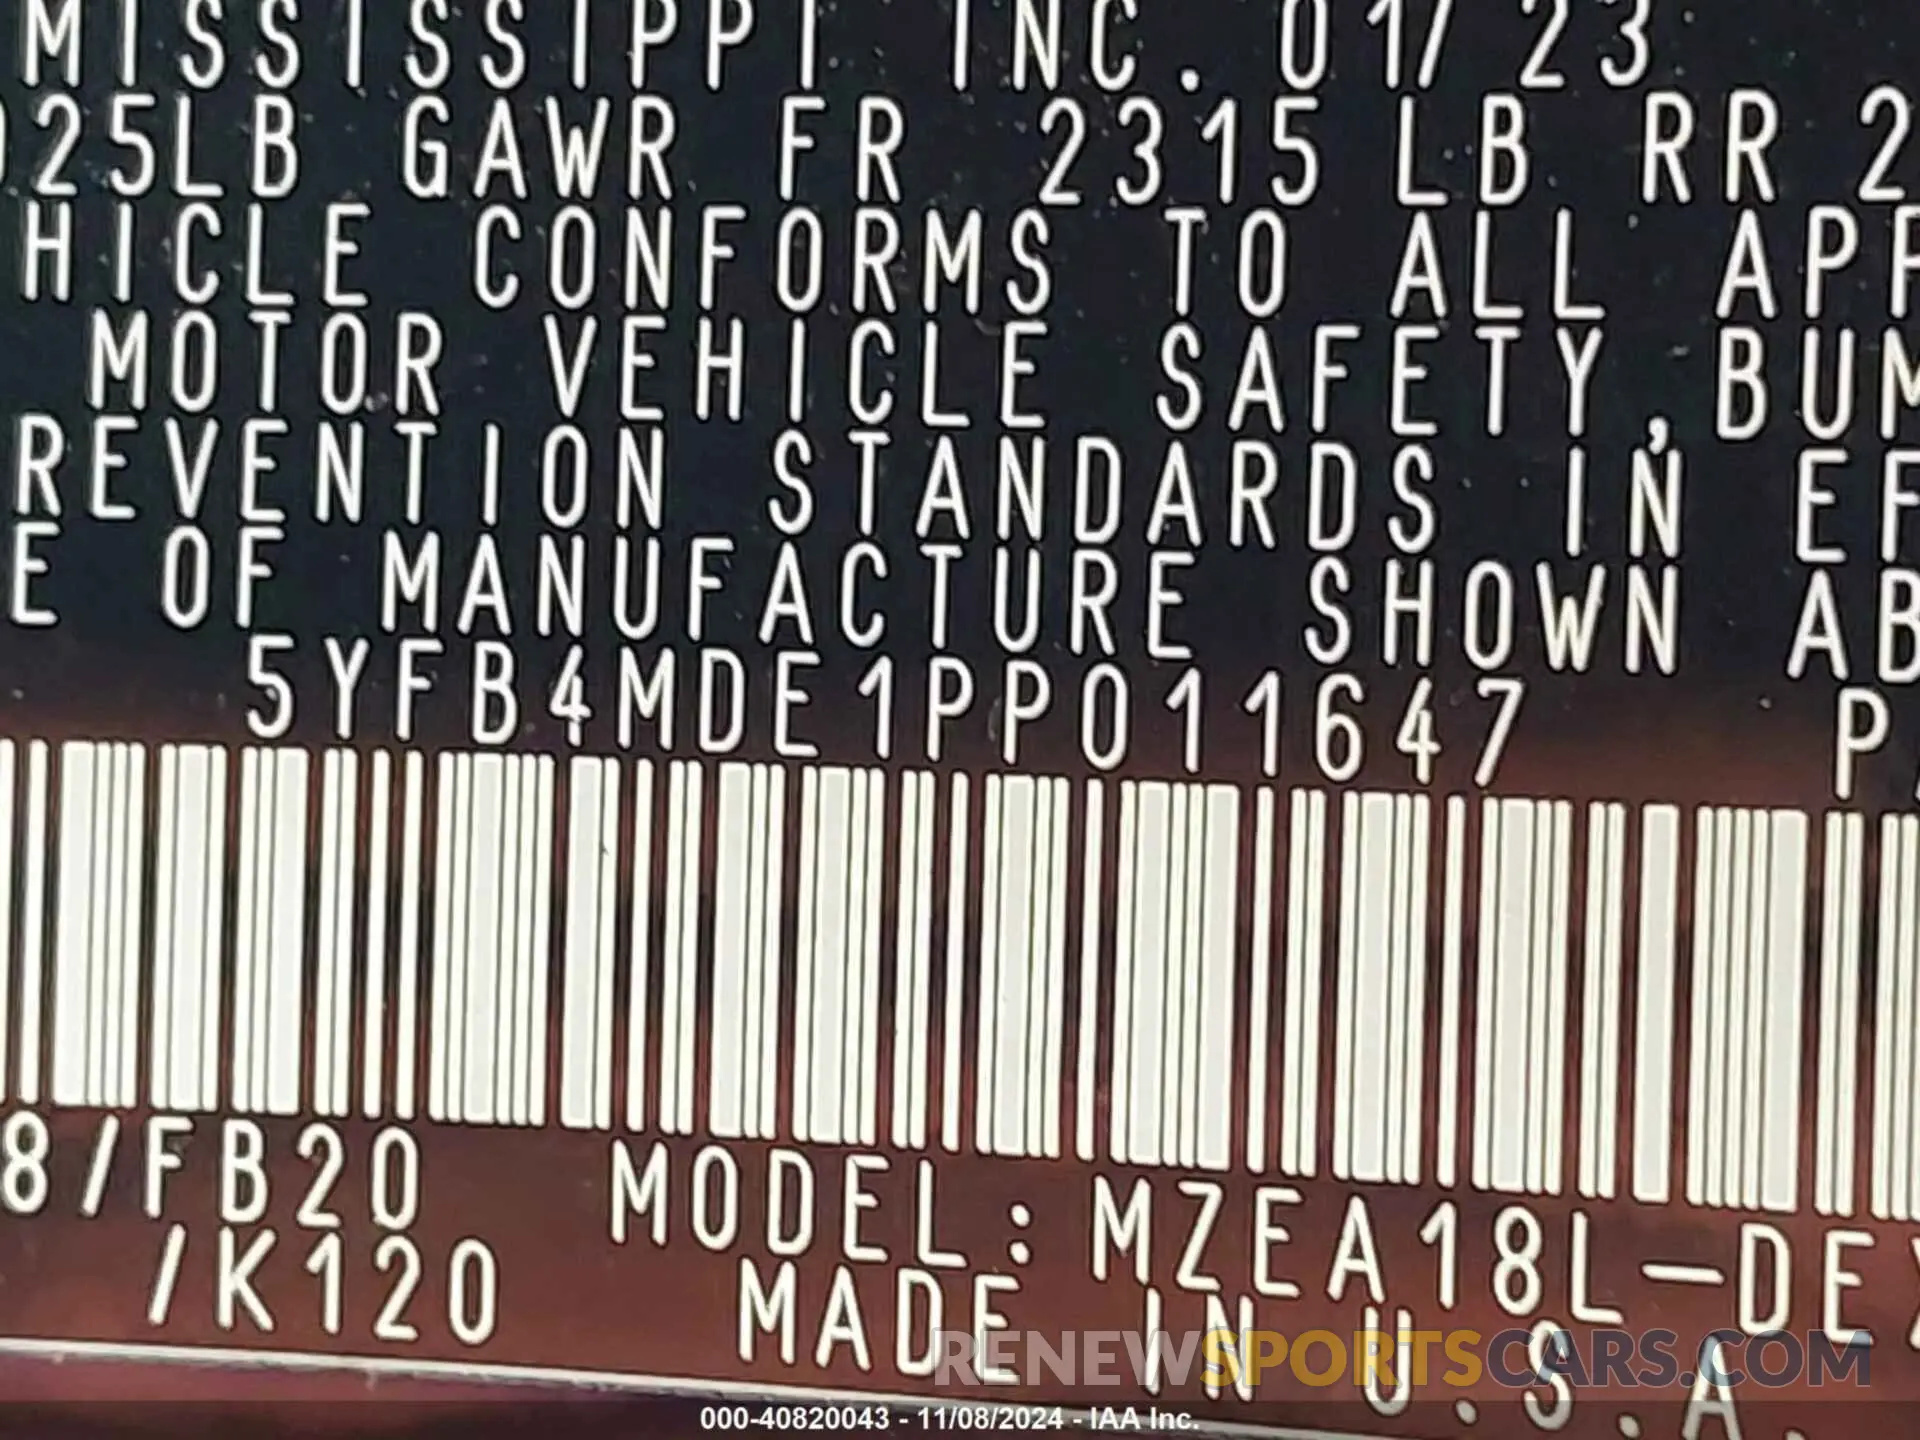 MISSISSIPPI INC. 01/23
025LB GAWR FR 2315 LB RR 2
HICLE CONFORMS TO ALL APP
MOTOR VEHICLE SAFETY,BUM
REVENTION STANDARDS IN EF
E OF MANUFACTURE SHOWN AB
5YFB4MDE1PP011647 P
8/FB20 MODEL: MZEA18L-DEX
/K120 MADE IN U.S.A.
RENEWSPORTSCARS.COM
000-40820043 - 11/08/2024 - IAA Inc.